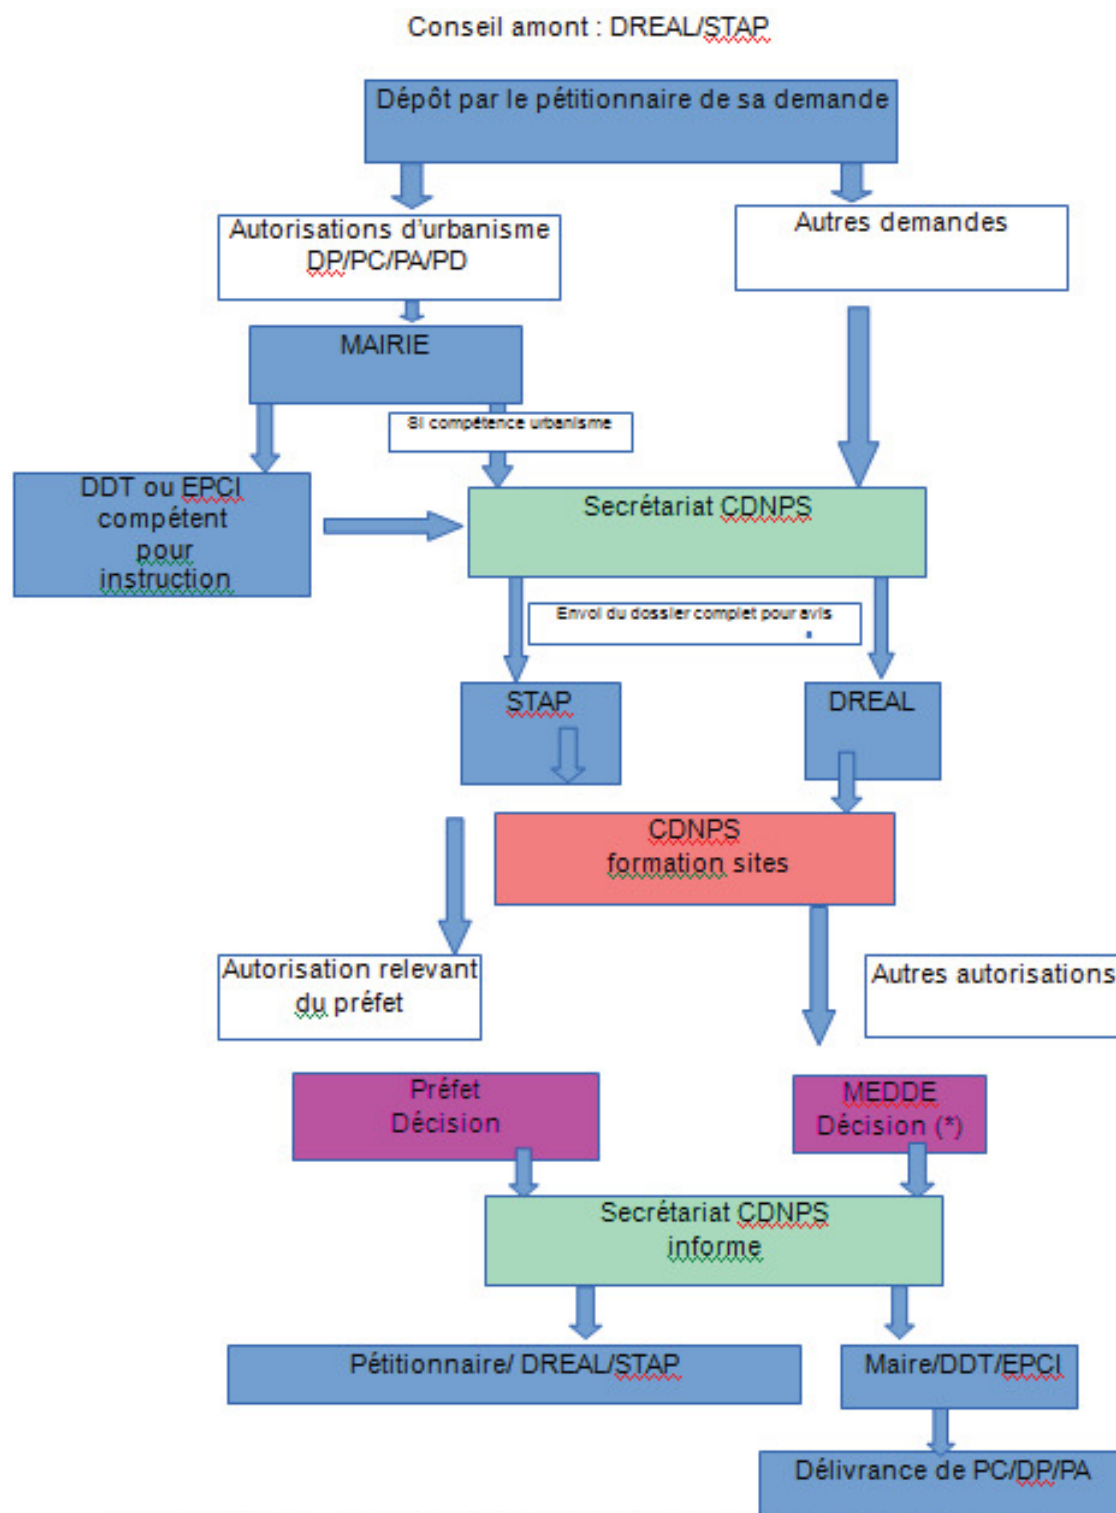 Conseil amont : DREAL/STAP
Dépôt par le pétitionnaire de sa demande
Autorisations d'urbanisme
DP/PC/PA/PD
Autres demandes
MAIRIE
Si compétence urbanisme
DDT ou EPCI
compétent
pour
instruction
Secrétariat CDNPS
Envoi du dossier complet pour avis
STAP
DREAL
CDNPS
formation sites
Autorisation relevant
du préfet
Autres autorisations
Préfet
Décision
MEDDE
Décision (*)
Secrétariat CDNPS
informe
Pétitionnaire/ DREAL/STAP
Maire/DDT/EPCI
Délivrance de PC/DP/PA